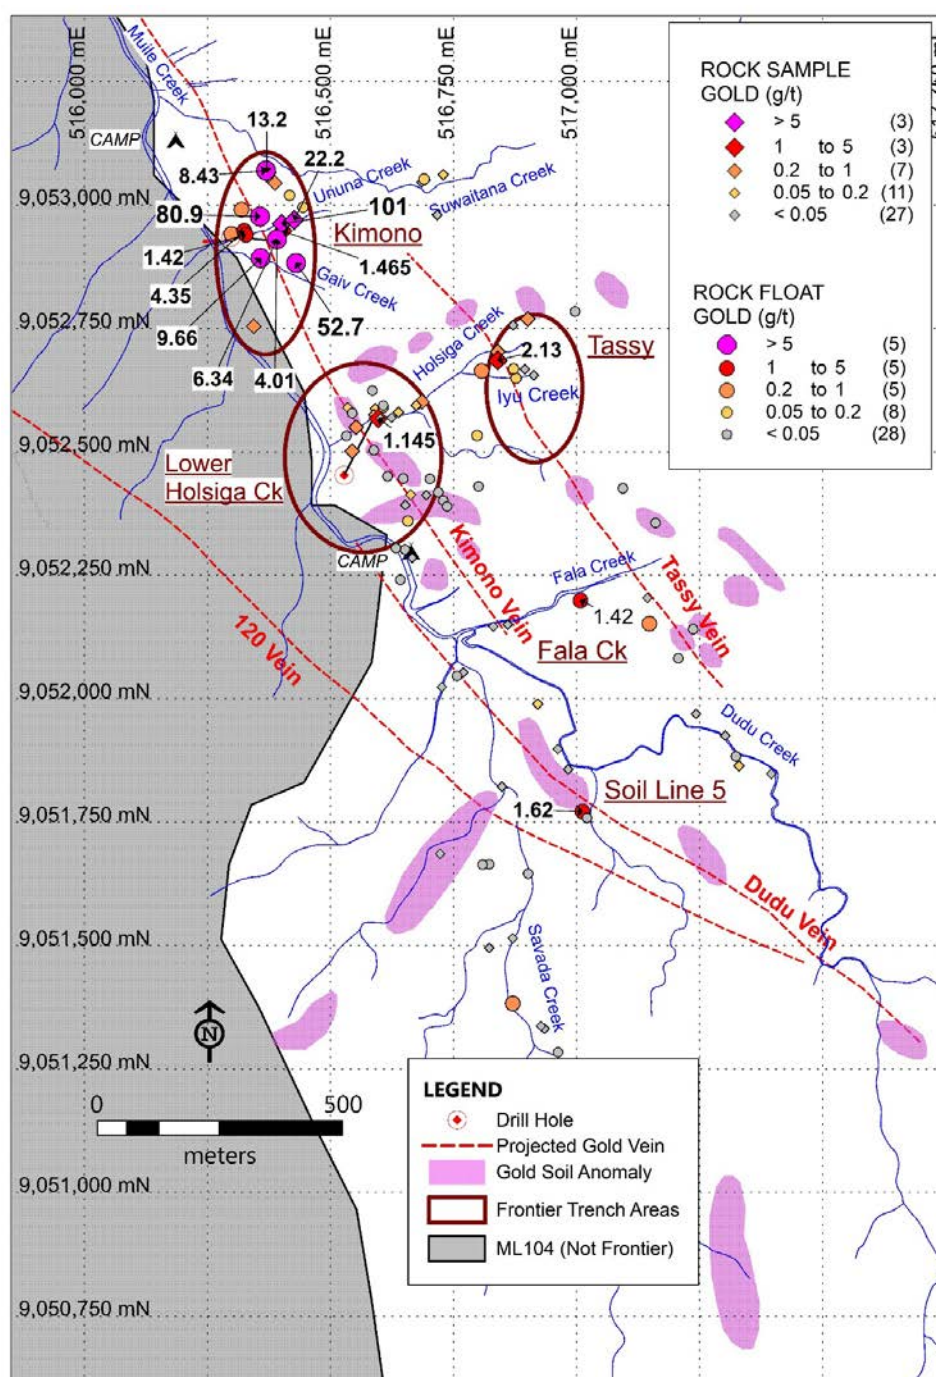 516,000 mE
516,500 mE
516,750 mE
517,000 mE
ROCK SAMPLE
GOLD (g/t)
> 5 (3)
1 to 5 (3)
0.2 to 1 (7)
0.05 to 0.2 (11)
< 0.05 (27)
ROCK FLOAT
GOLD (g/t)
> 5 (5)
1 to 5 (5)
0.2 to 1 (5)
0.05 to 0.2 (8)
< 0.05 (28)
Muile Creek
CAMP
13.2
8.43
22.2
Ununa Creek
Suwaitana Creek
9,053,000 mN
80.9
101
Kimono
1.42
1.465
4.35
Gaiv Creek
9.66
52.7
9,052,750 mN
6.34
4.01
Holsiga Creek
Tassy
2.13
Iyu Creek
1.145
9,052,500 mN
Lower
Holsiga Ck
CAMP
Kimono Vein
Tassy Vein
9,052,250 mN
Fala Creek
1.42
120 Vein
Fala Ck
9,052,000 mN
Dudu Creek
Soil Line 5
1.62
9,051,750 mN
Dudu Vein
9,051,500 mN
Savada Creek
N
9,051,250 mN
0 500
meters
LEGEND
Drill Hole
Projected Gold Vein
Gold Soil Anomaly
Frontier Trench Areas
ML104 (Not Frontier)
9,051,000 mN
9,050,750 mN